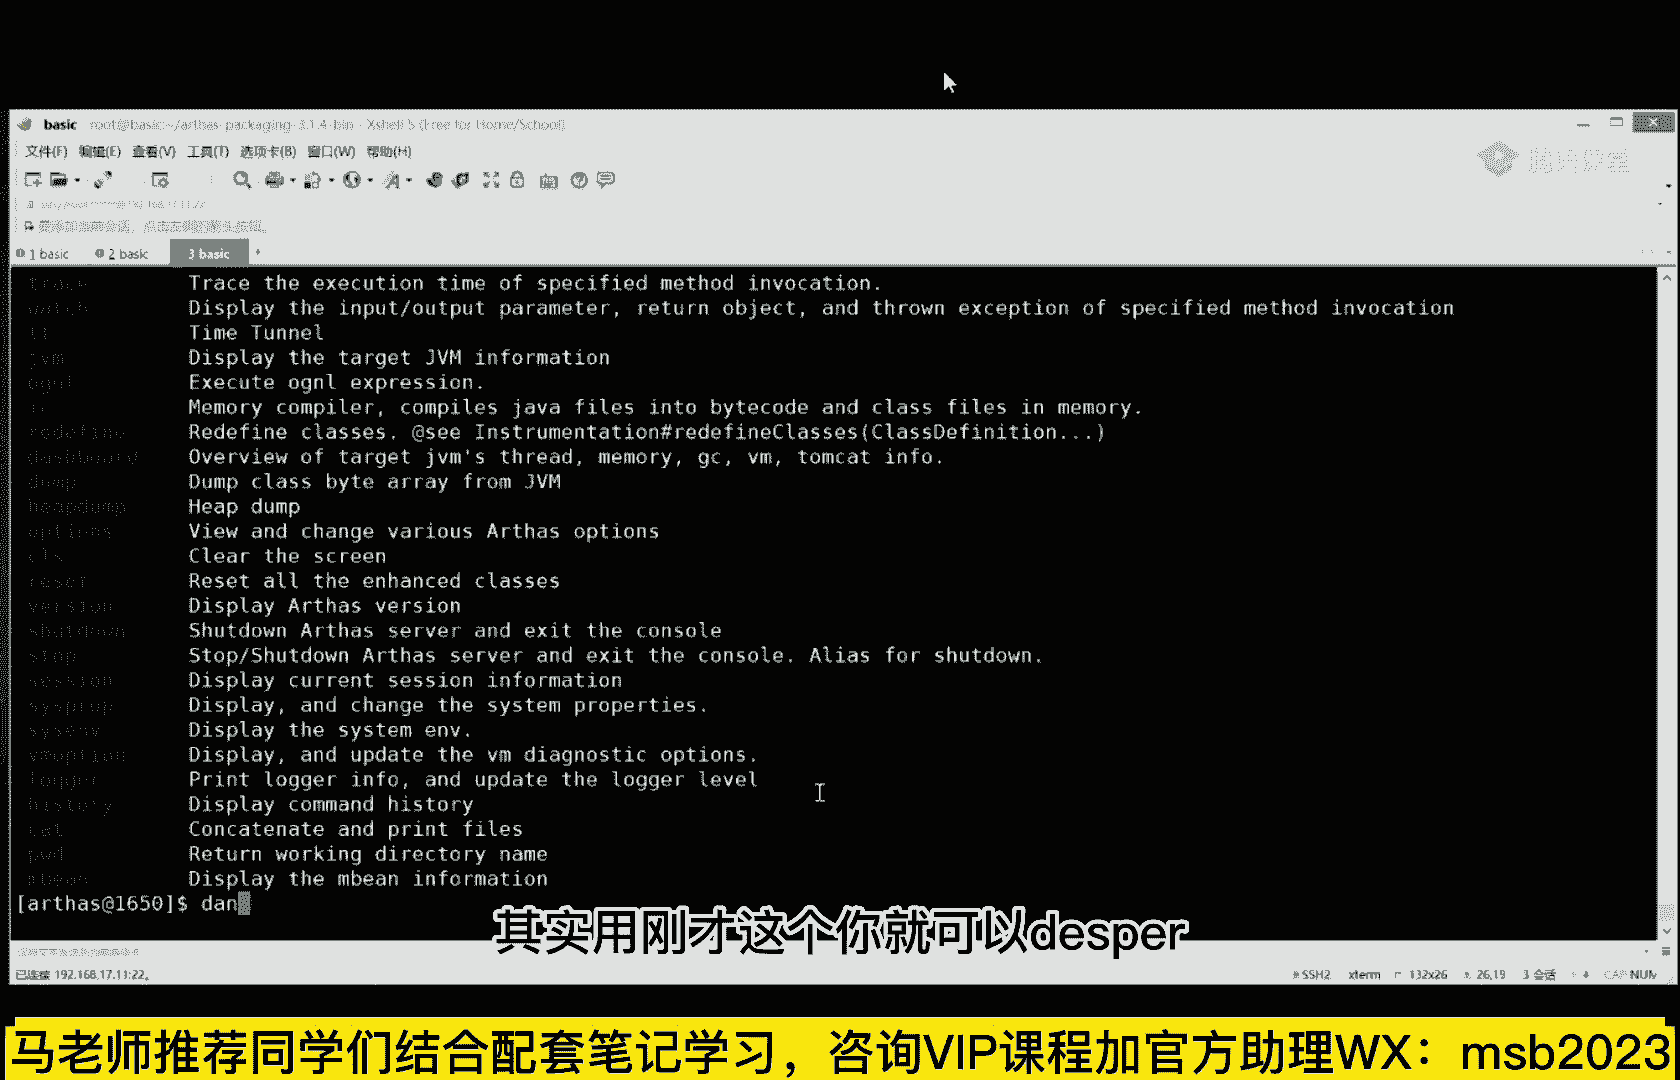 basic root@basic:~/arthas-packaging-3.1.4-bin - Xshell 5 (Free for Home/School)
文件(F) 编辑(E) 查看(V) 工具(T) 选项卡(B) 窗口(W) 帮助(H)
1 basic 2 basic 3 basic +
trace Trace the execution time of specified method invocation.
watch Display the input/output parameter, return object, and thrown exception of specified method invocation
tt Time Tunnel
jvm Display the target JVM information
ognl Execute ognl expression.
Memory compiler, compiles java files into bytecode and class files in memory.
redefine Redefine classes. @see Instrumentation#redefineClasses(ClassDefinition...)
dashboard Overview of target jvm's thread, memory, gc, vm, tomcat info.
dump Dump class byte array from JVM
heapdump Heap dump
options View and change various Arthas options
cls Clear the screen
reset Reset all the enhanced classes
version Display Arthas version
shutdown Shutdown Arthas server and exit the console
stop Stop/Shutdown Arthas server and exit the console. Alias for shutdown.
session Display current session information
sysprop Display, and change the system properties.
sysenv Display the system env.
vmoption Display, and update the vm diagnostic options.
logger Print logger info, and update the logger level
history Display command history
cat Concatenate and print files
pwd Return working directory name
mbean Display the mbean information
[arthas@1650]$ dan
其实用刚才这个你就可以desper
已连接 192.168.17.11:22。 SSH2 xterm 132x26 26,19 3 会话 CAP NUM
马老师推荐同学们结合配套笔记学习，咨询VIP课程加官方助理WX：msb2023